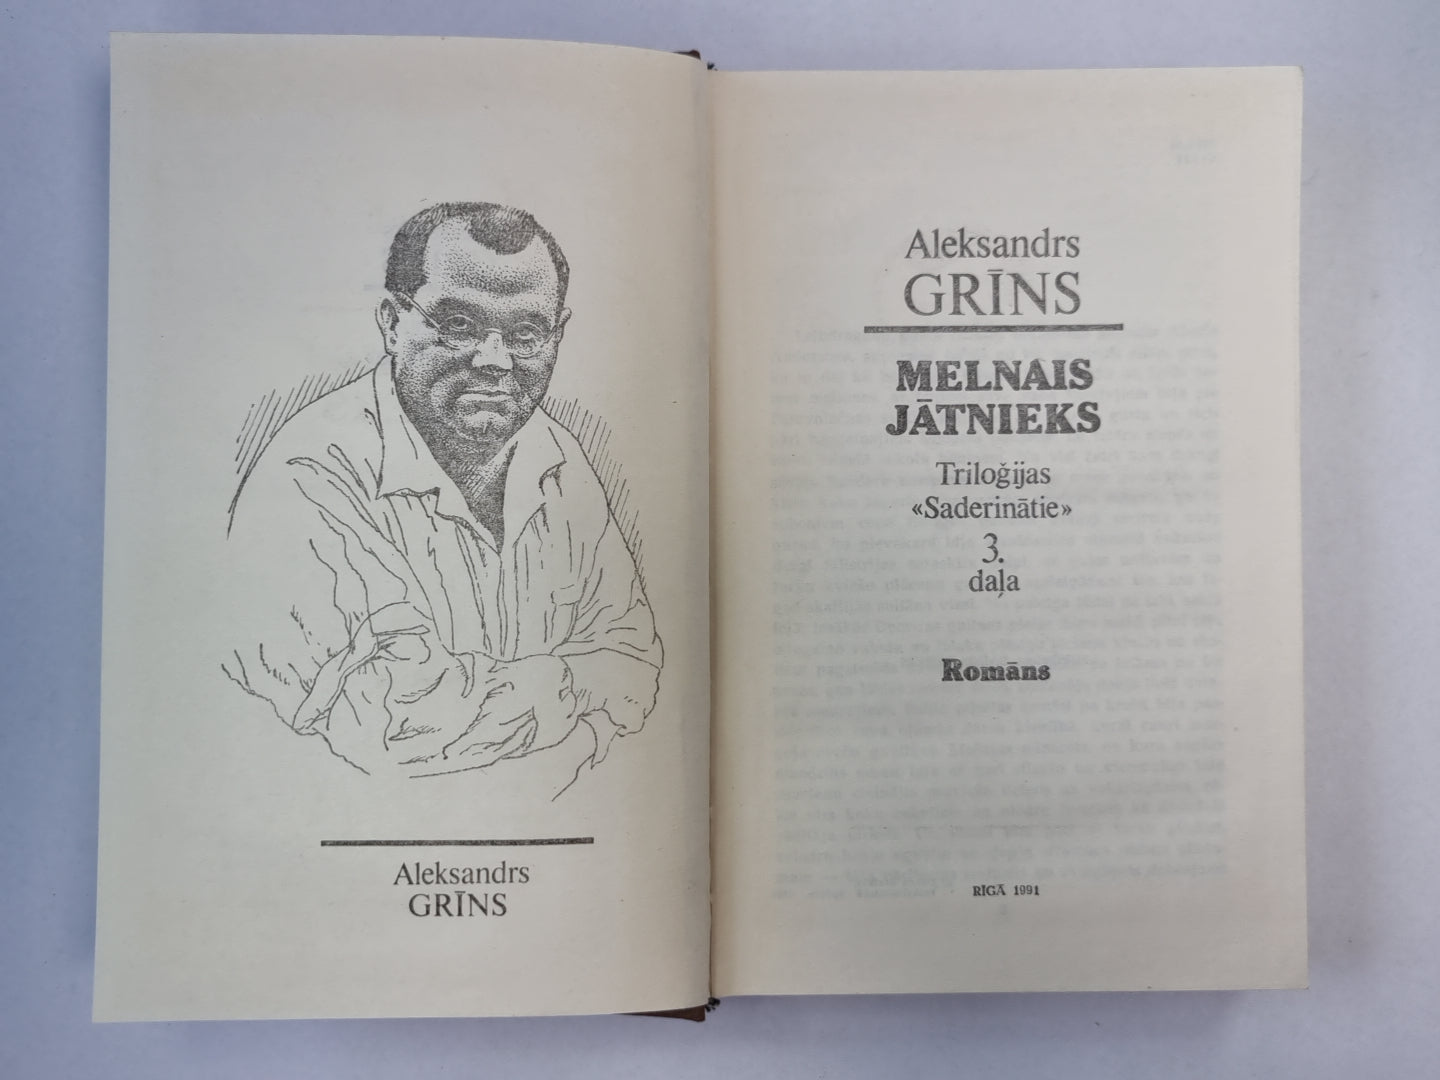 Aleksandrs
GRĪNS
Aleksandrs
GRĪNS
MELNAIS
JĀTNIEKS
Triloģijas
«Saderinātie»
3.
daļa
Romāns
RĪGĀ 1991